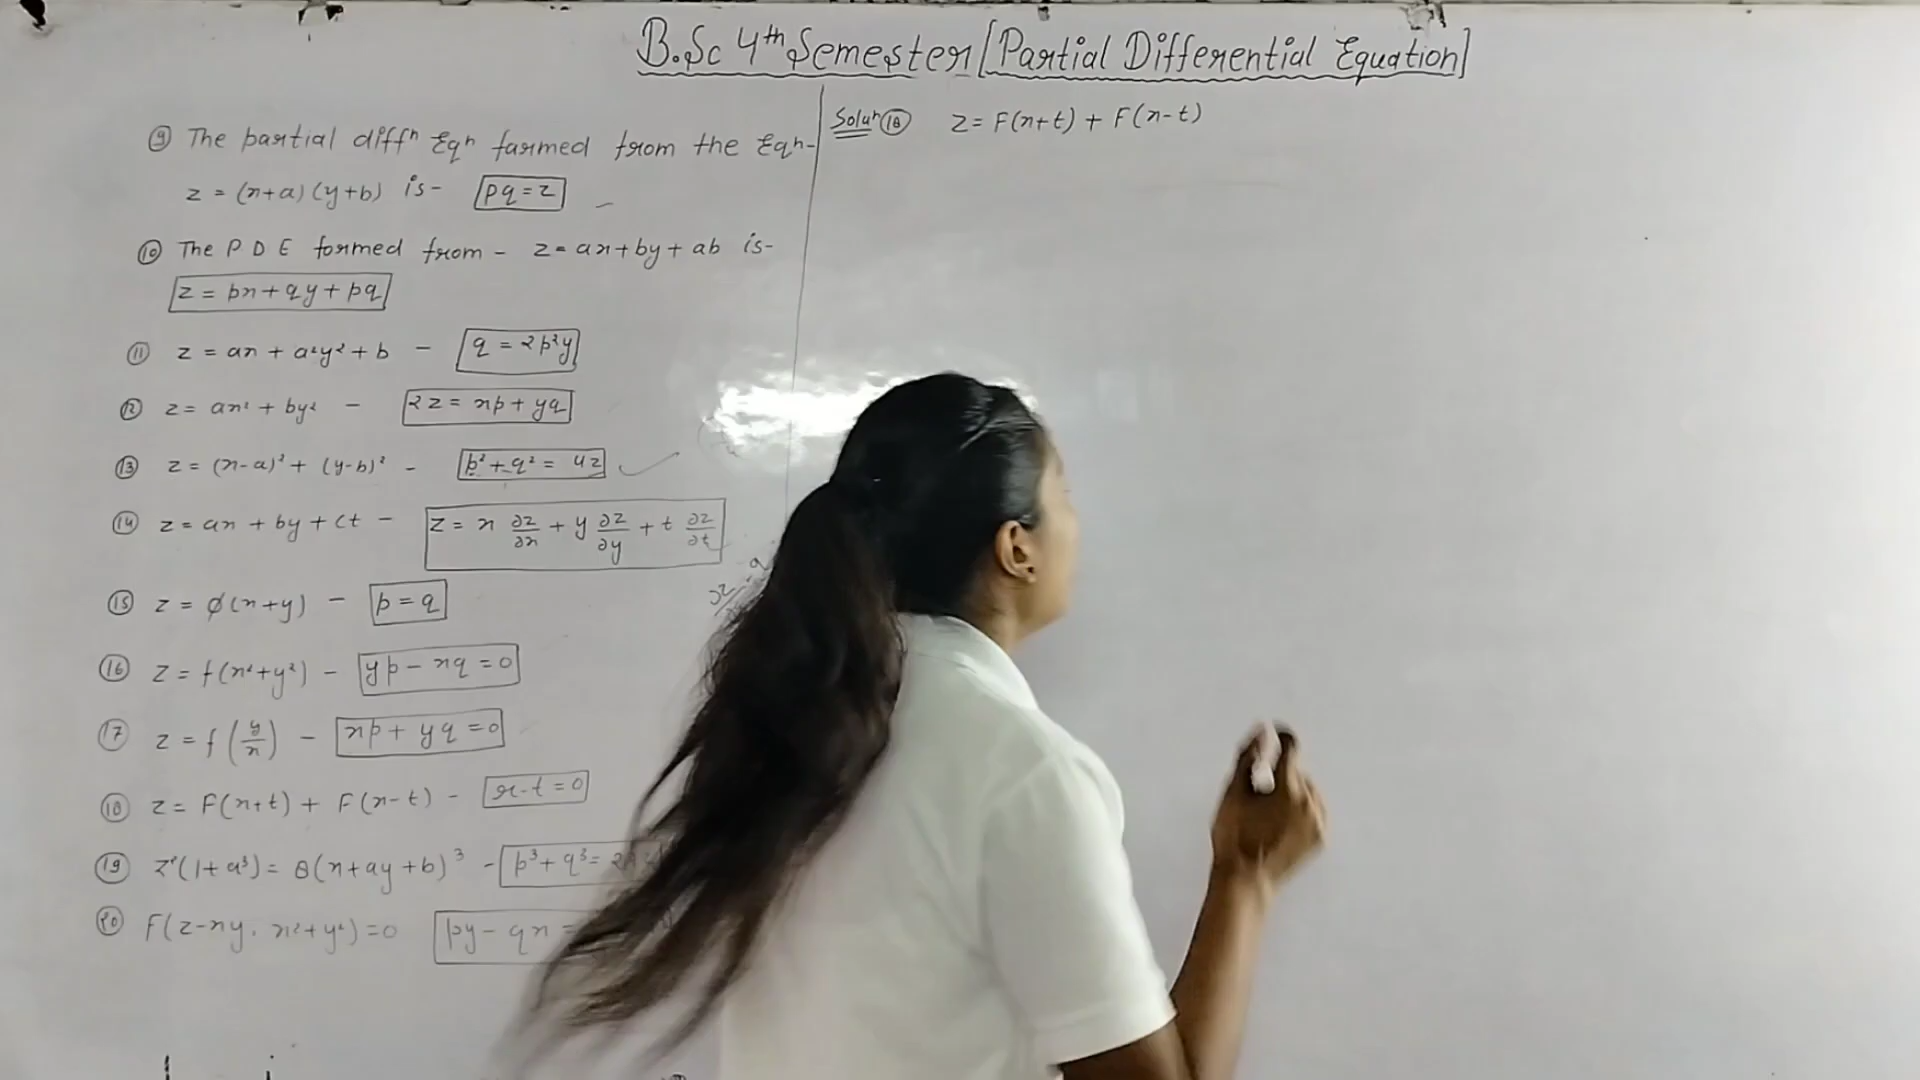 B.Sc 4th Semester [Partial Differential Equation]
⑨ The partial diffⁿ Eqⁿ farmed from the Eqn-
z = (x+a)(y+b) is- pq = z
⑩ The P D E formed from - z = ax+by+ab is-
z = px+qy+pq
⑪ z = ax + a²y² + b - q = 2p²y
⑫ z = ax² + by² - 2z = xp + yq
⑬ z = (x-a)² + (y-b)² - p² + q² = 4z
⑭ z = ax + by + ct - z = x ∂z/∂x + y ∂z/∂y + t ∂z/∂t
⑮ z = φ(x+y) - p = q
⑯ z = f(x²+y²) - yp - xq = 0
⑰ z = f(y/x) - xp + yq = 0
⑱ z = F(x+t) + F(x-t) - r-t = 0
⑲ z²(1+a³) = 8(x+ay+b)³ - p³ + q³ =
⑳ F(z-xy, x²+y²) = 0 py - qx =
Soluⁿ ⑱ z = F(x+t) + F(x-t)